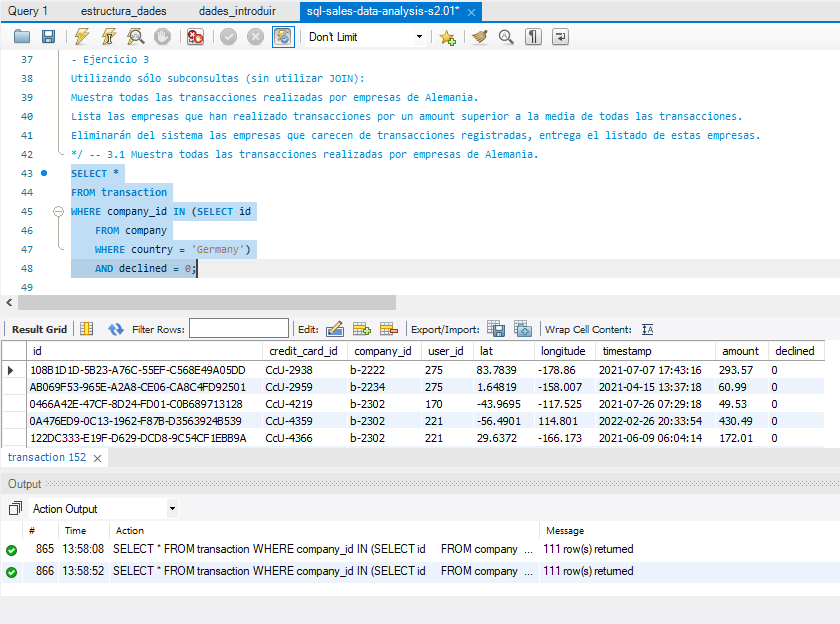 Query 1 estructura_dades dades_introduir sql-sales-data-analysis-s2.01*
Don't Limit
37 - Ejercicio 3
38 Utilizando sólo subconsultas (sin utilizar JOIN):
39 Muestra todas las transacciones realizadas por empresas de Alemania.
40 Lista las empresas que han realizado transacciones por un amount superior a la media de todas las transacciones.
41 Eliminarán del sistema las empresas que carecen de transacciones registradas, entrega el listado de estas empresas.
42 */ -- 3.1 Muestra todas las transacciones realizadas por empresas de Alemania.
43 SELECT *
44 FROM transaction
45 WHERE company_id IN (SELECT id
46 FROM company
47 WHERE country = 'Germany')
48 AND declined = 0;
49
Result Grid Filter Rows: Edit: Export/Import: Wrap Cell Content:
id credit_card_id company_id user_id lat longitude timestamp amount declined
108B1D1D-5B23-A76C-55EF-C568E49A05DD CcU-2938 b-2222 275 83.7839 -178.86 2021-07-07 17:43:16 293.57 0
AB069F53-965E-A2A8-CE06-CA8C4FD92501 CcU-2959 b-2234 275 1.64819 -158.007 2021-04-15 13:37:18 60.99 0
0466A42E-47CF-8D24-FD01-C0B689713128 CcU-4219 b-2302 170 -43.9695 -117.525 2021-07-26 07:29:18 49.53 0
0A476ED9-0C13-1962-F87B-D3563924B539 CcU-4359 b-2302 221 -56.4901 114.801 2022-02-26 20:33:54 430.49 0
122DC333-E19F-D629-DCD8-9C54CF1EBB9A CcU-4366 b-2302 221 29.6372 -166.173 2021-06-09 06:04:14 172.01 0
transaction 152
Output
Action Output
# Time Action Message
865 13:58:08 SELECT * FROM transaction WHERE company_id IN (SELECT id FROM company ... 111 row(s) returned
866 13:58:52 SELECT * FROM transaction WHERE company_id IN (SELECT id FROM company ... 111 row(s) returned